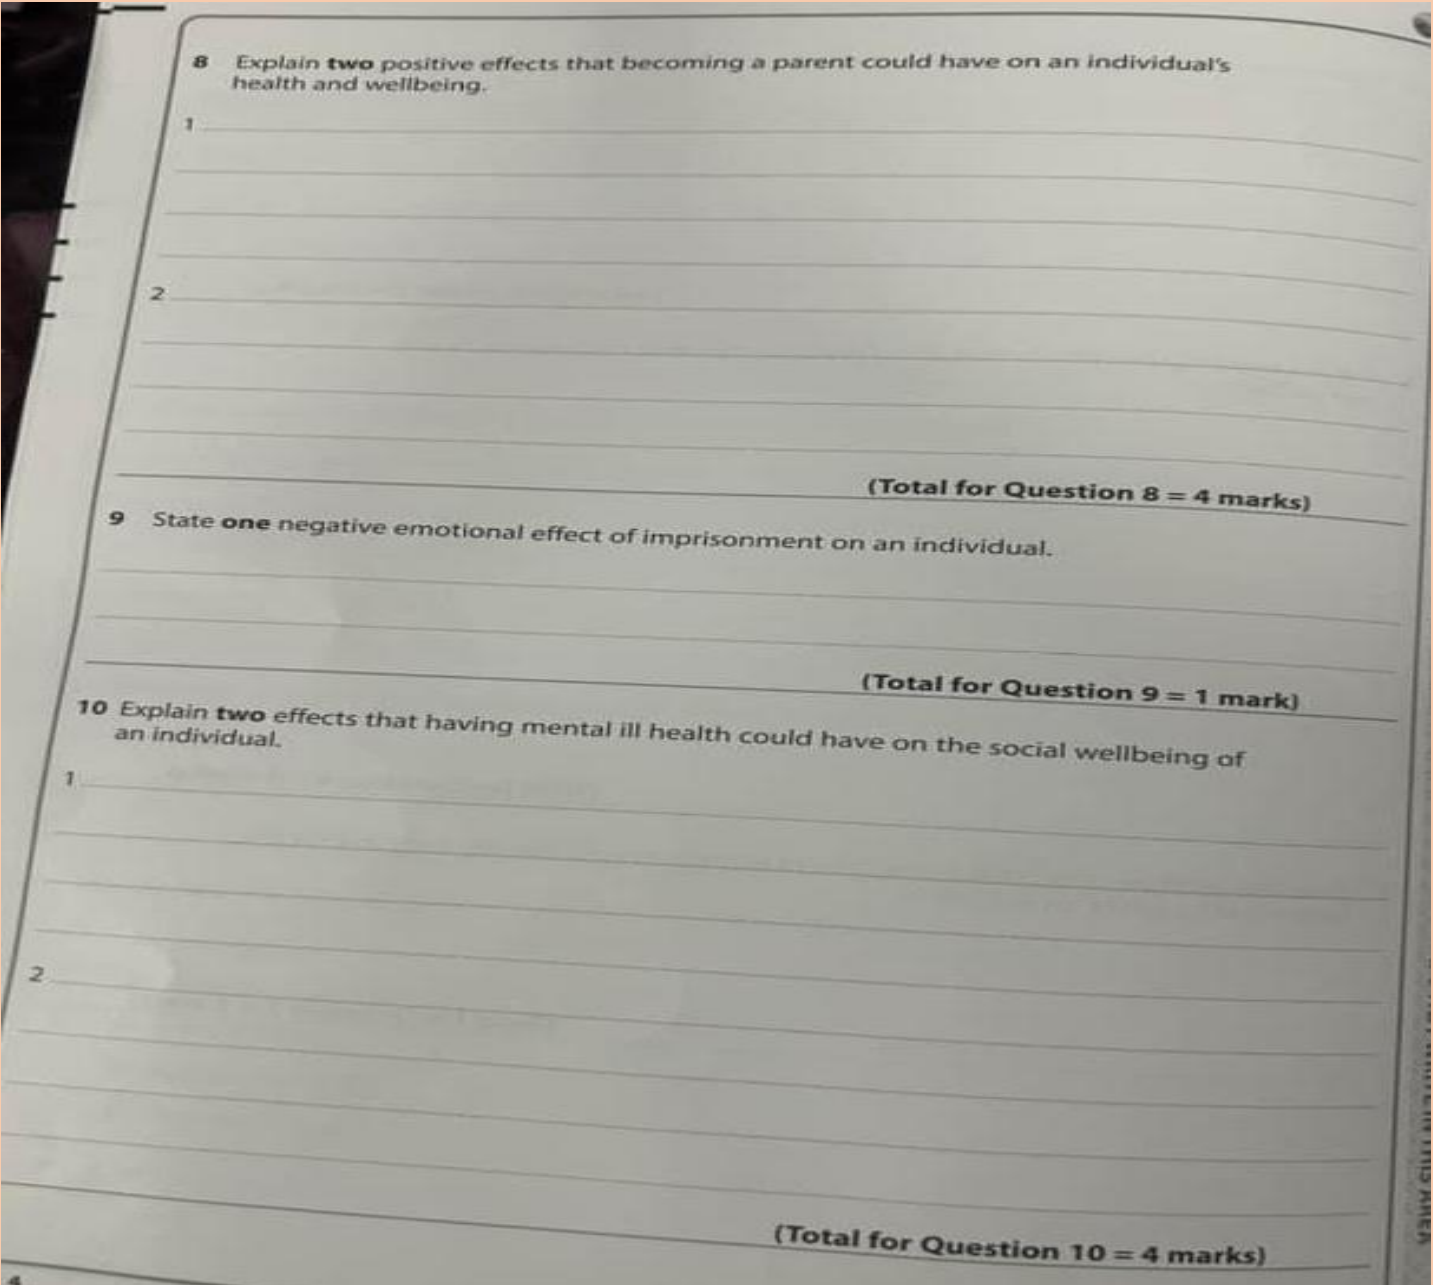 8 Explain two positive effects that becoming a parent could have on an individual's
health and wellbeing.
1
2
(Total for Question 8 = 4 marks)
9 State one negative emotional effect of imprisonment on an individual.
(Total for Question 9 = 1 mark)
10 Explain two effects that having mental ill health could have on the social wellbeing of
an individual.
1
2
(Total for Question 10 = 4 marks)
4